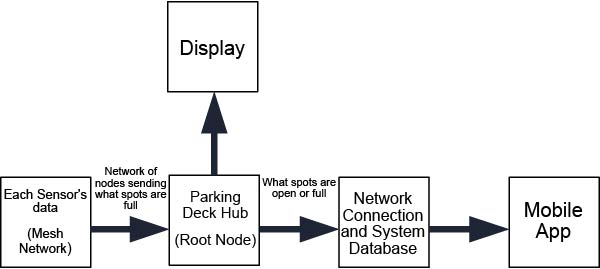 Display
Each Sensor's
data
(Mesh
Network)
Network of
nodes sending
what spots are
full
Parking
Deck Hub
(Root Node)
What spots are
open or full
Network
Connection
and System
Database
Mobile
App